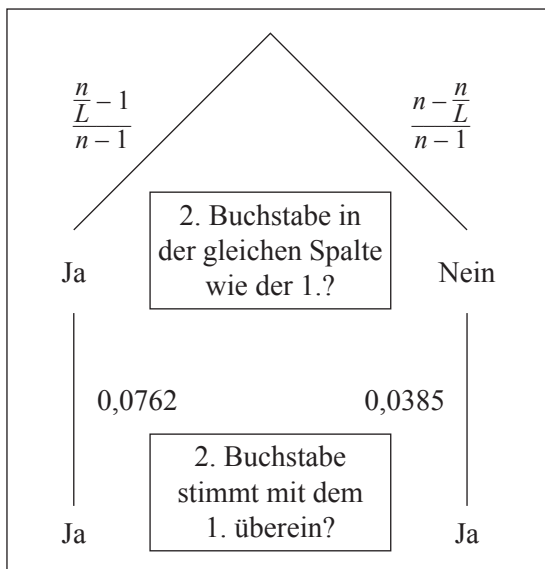 n/L − 1 / n − 1
n − n/L / n − 1
2. Buchstabe in
der gleichen Spalte
wie der 1.?
Ja
Nein
0,0762
0,0385
2. Buchstabe
stimmt mit dem
1. überein?
Ja
Ja